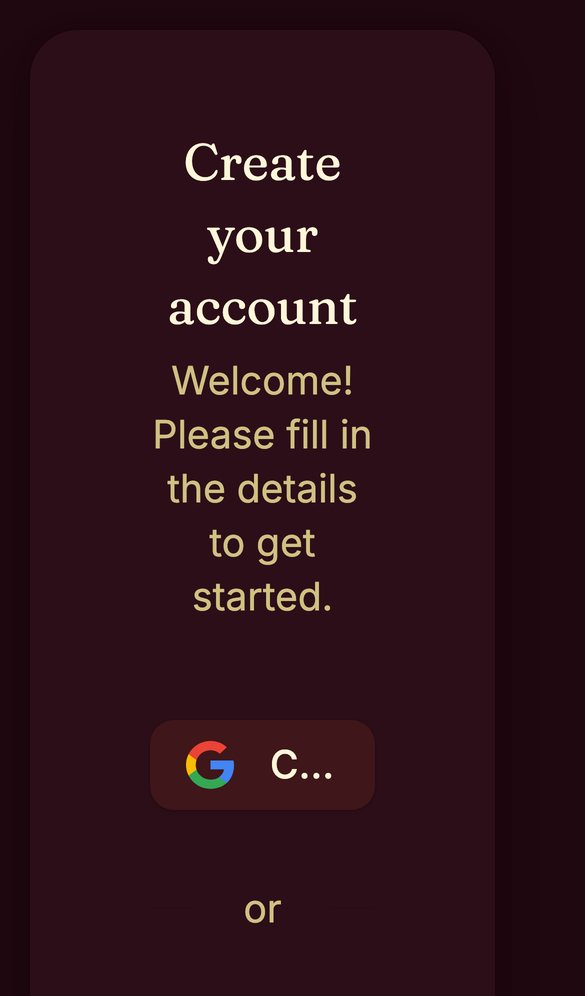 Create
your
account
Welcome!
Please fill in
the details
to get
started.
C...
or